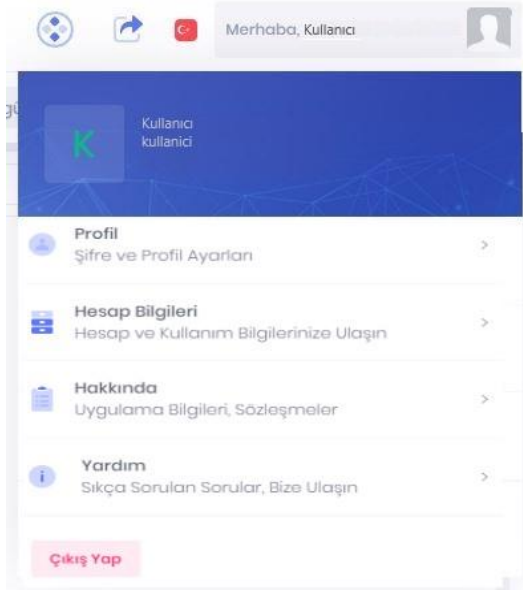 Merhaba, Kullanıcı
gü
K
Kullanıcı
kullanici
Profil
Şifre ve Profil Ayarları
Hesap Bilgileri
Hesap ve Kullanım Bilgilerinize Ulaşın
Hakkında
Uygulama Bilgileri, Sözleşmeler
Yardım
Sıkça Sorulan Sorular, Bize Ulaşın
Çıkış Yap